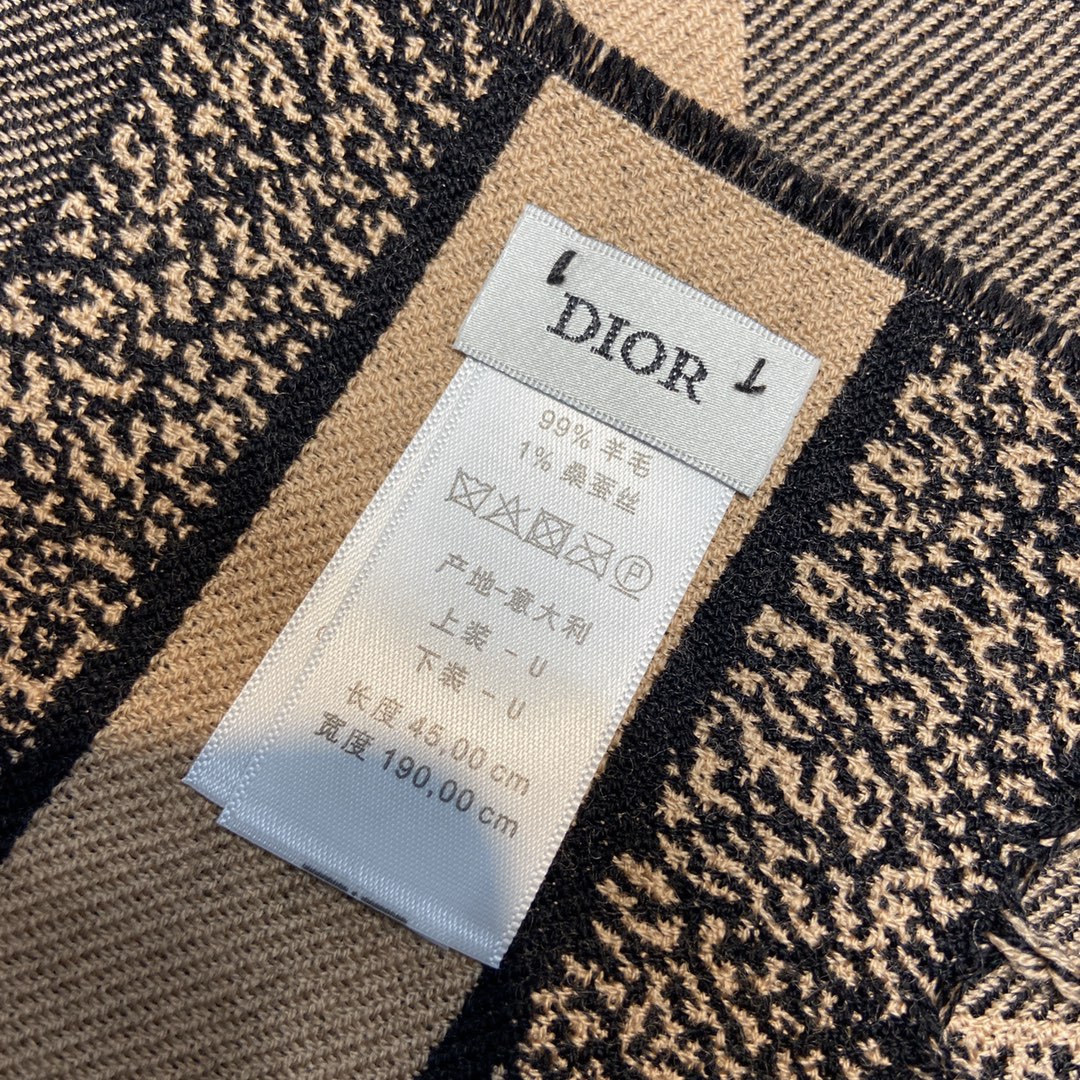 DIOR
99% 羊毛
1% 桑蚕丝
P
产地-意大利
上装 - U
下装 - U
长度 45,00 cm
宽度 190,00 cm